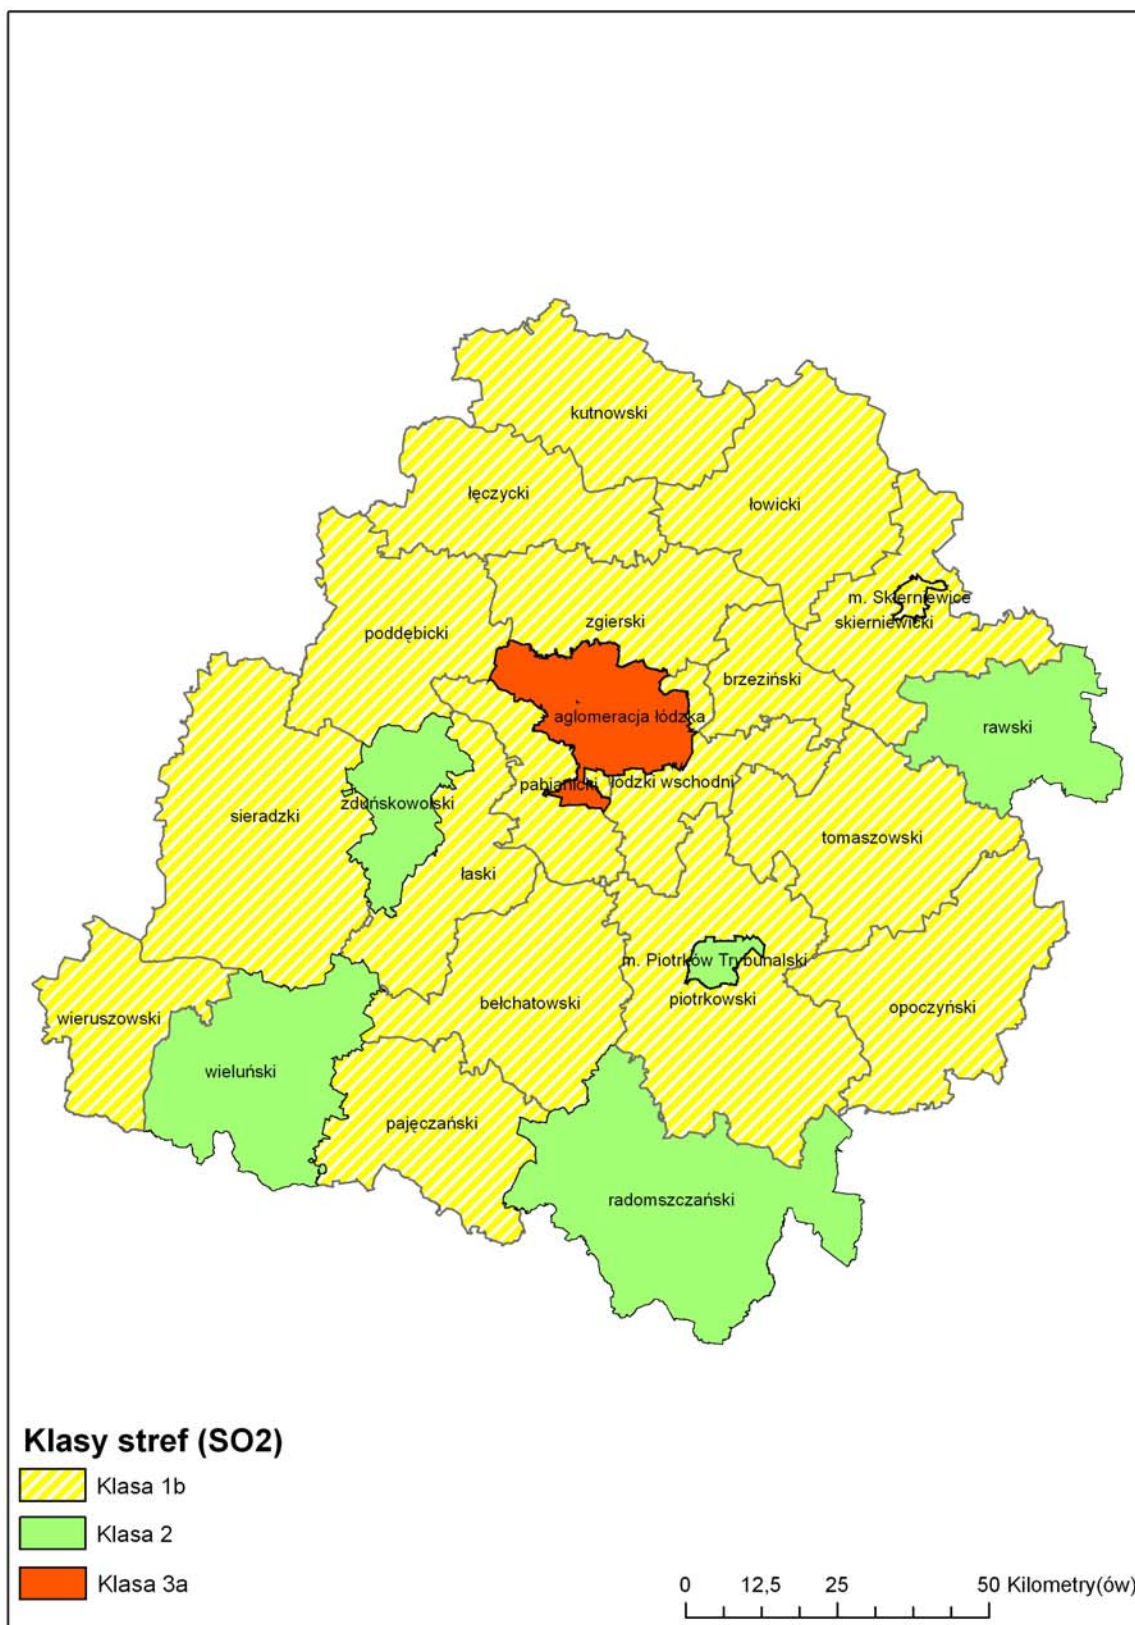 kutnowski
łęczycki
łowicki
m. Skierniewice
skierniewicki
zgierski
poddębicki
brzeziński
aglomeracja łódzka
rawski
pabianicki
łódzki wschodni
zduńskowolski
sieradzki
tomaszowski
łaski
m. Piotrków Trybunalski
piotrkowski
bełchatowski
opoczyński
wieruszowski
wieluński
pajęczański
radomszczański
Klasy stref (SO2)
Klasa 1b
Klasa 2
Klasa 3a
0 12,5 25 50 Kilometry(ów)